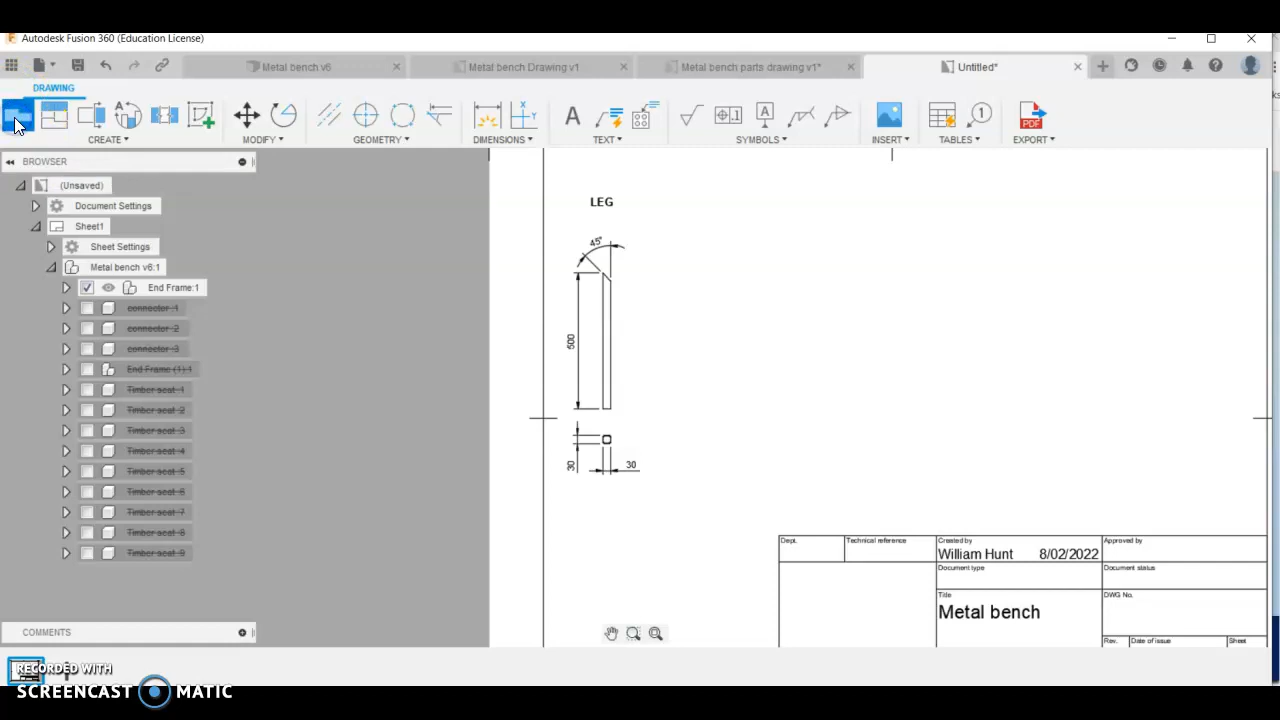 Autodesk Fusion 360 (Education License)
Metal bench v6
Metal bench Drawing v1
Metal bench parts drawing v1*
Untitled*
DRAWING
CREATE
MODIFY
GEOMETRY
DIMENSIONS
TEXT
SYMBOLS
INSERT
TABLES
EXPORT
BROWSER
(Unsaved)
Document Settings
Sheet1
Sheet Settings
Metal bench v6:1
End Frame:1
connector :1
connector :2
connector :3
End Frame (1):1
Timber seat :1
Timber seat :2
Timber seat :3
Timber seat :4
Timber seat :5
Timber seat :6
Timber seat :7
Timber seat :8
Timber seat :9
LEG
45°
500
30
30
Dept.
Technical reference
Created by
William Hunt 8/02/2022
Approved by
Document type
Document status
Title
Metal bench
DWG No.
Rev.
Date of issue
Sheet
COMMENTS
RECORDED WITH
SCREENCAST MATIC